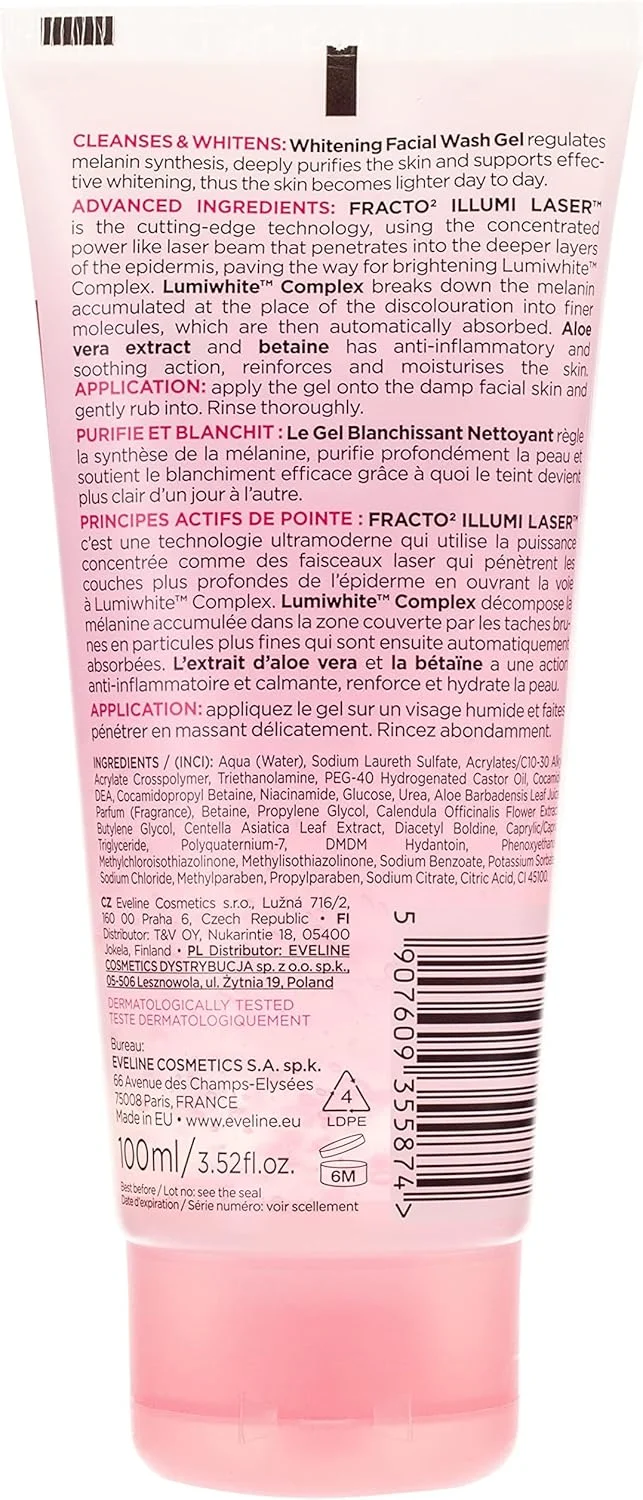 CLEANSES & WHITENS: Whitening Facial Wash Gel regulates
melanin synthesis, deeply purifies the skin and supports effec-
tive whitening, thus the skin becomes lighter day to day.
ADVANCED INGREDIENTS: FRACTO² ILLUMI LASER™
is the cutting-edge technology, using the concentrated
power like laser beam that penetrates into the deeper layers
of the epidermis, paving the way for brightening Lumiwhite™
Complex. Lumiwhite™ Complex breaks down the melanin
accumulated at the place of the discolouration into finer
molecules, which are then automatically absorbed. Aloe
vera extract and betaine has anti-inflammatory and
soothing action, reinforces and moisturises the skin.
APPLICATION: apply the gel onto the damp facial skin and
gently rub into. Rinse thoroughly.
PURIFIE ET BLANCHIT : Le Gel Blanchissant Nettoyant règle
la synthèse de la mélanine, purifie profondément la peau et
soutient le blanchiment efficace grâce à quoi le teint devient
plus clair d'un jour à l'autre.
PRINCIPES ACTIFS DE POINTE : FRACTO² ILLUMI LASER™
c'est une technologie ultramoderne qui utilise la puissance
concentrée comme des faisceaux laser qui pénètrent les
couches plus profondes de l'épiderme en ouvrant la voie
à Lumiwhite™ Complex. Lumiwhite™ Complex décompose la
mélanine accumulée dans la zone couverte par les taches bru-
nes en particules plus fines qui sont ensuite automatiquement
absorbées. L'extrait d'aloe vera et la bétaïne a une action
anti-inflammatoire et calmante, renforce et hydrate la peau.
APPLICATION: appliquez le gel sur un visage humide et faites
pénétrer en massant délicatement. Rincez abondamment.
INGREDIENTS / (INCI): Aqua (Water), Sodium Laureth Sulfate, Acrylates/C10-30
Acrylate Crosspolymer, Triethanolamine, PEG-40 Hydrogenated Castor Oil,
DEA, Cocamidopropyl Betaine, Niacinamide, Glucose, Urea, Aloe Barbadensis Leaf
Parfum (Fragrance), Betaine, Propylene Glycol, Calendula Officinalis Flower
Butylene Glycol, Centella Asiatica Leaf Extract, Diacetyl Boldine,
Triglyceride, Polyquaternium-7, DMDM Hydantoin,
Methylchloroisothiazolinone, Methylisothiazolinone, Sodium Benzoate, Potassium
Sodium Chloride, Methylparaben, Propylparaben, Sodium Citrate, Citric Acid, CI 45100.
CZ Eveline Cosmetics s.r.o., Lužná 716/2,
160 00 Praha 6, Czech Republic • FI
Distributor: T&V OY, Nukarintie 18, 05400
Jokela, Finland • PL Distributor: EVELINE
COSMETICS DYSTRYBUCJA sp. z o.o. sp.k.,
05-506 Lesznowola, ul. Żytnia 19, Poland
DERMATOLOGICALLY TESTED
TESTE DERMATOLOGIQUEMENT
Bureau:
EVELINE COSMETICS S.A. sp.k.
66 Avenue des Champs-Elysées
75008 Paris, FRANCE
Made in EU • www.eveline.eu
4
LDPE
100ml/3.52fl.oz.
6M
Best before / Lot no: see the seal
Date d'expiration / Série numéro: voir scellement
5 907609 355874 >